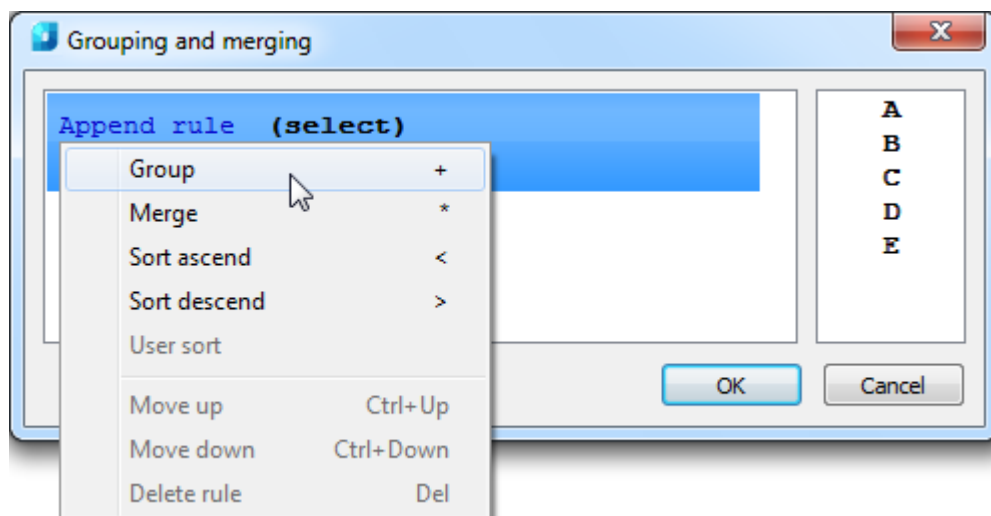 Grouping and merging
Append rule (select)
Group +
Merge *
Sort ascend <
Sort descend >
User sort
Move up Ctrl+Up
Move down Ctrl+Down
Delete rule Del
A
B
C
D
E
OK Cancel